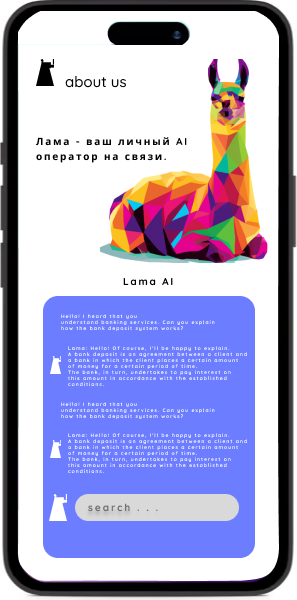 about us
Лама - ваш личный AI
оператор на связи.
Lama AI
Hello! I heard that you
understand banking services. Can you explain
how the bank deposit system works?
Lama: Hello! Of course, I'll be happy to explain.
A bank deposit is an agreement between a client and
a bank in which the client places a certain amount
of money for a certain period of time.
The bank, in turn, undertakes to pay interest on
this amount in accordance with the established
conditions.
Hello! I heard that you
understand banking services. Can you explain
how the bank deposit system works?
Lama: Hello! Of course, I'll be happy to explain.
A bank deposit is an agreement between a client and
a bank in which the client places a certain amount
of money for a certain period of time.
The bank, in turn, undertakes to pay interest on
this amount in accordance with the established
conditions.
search . . .